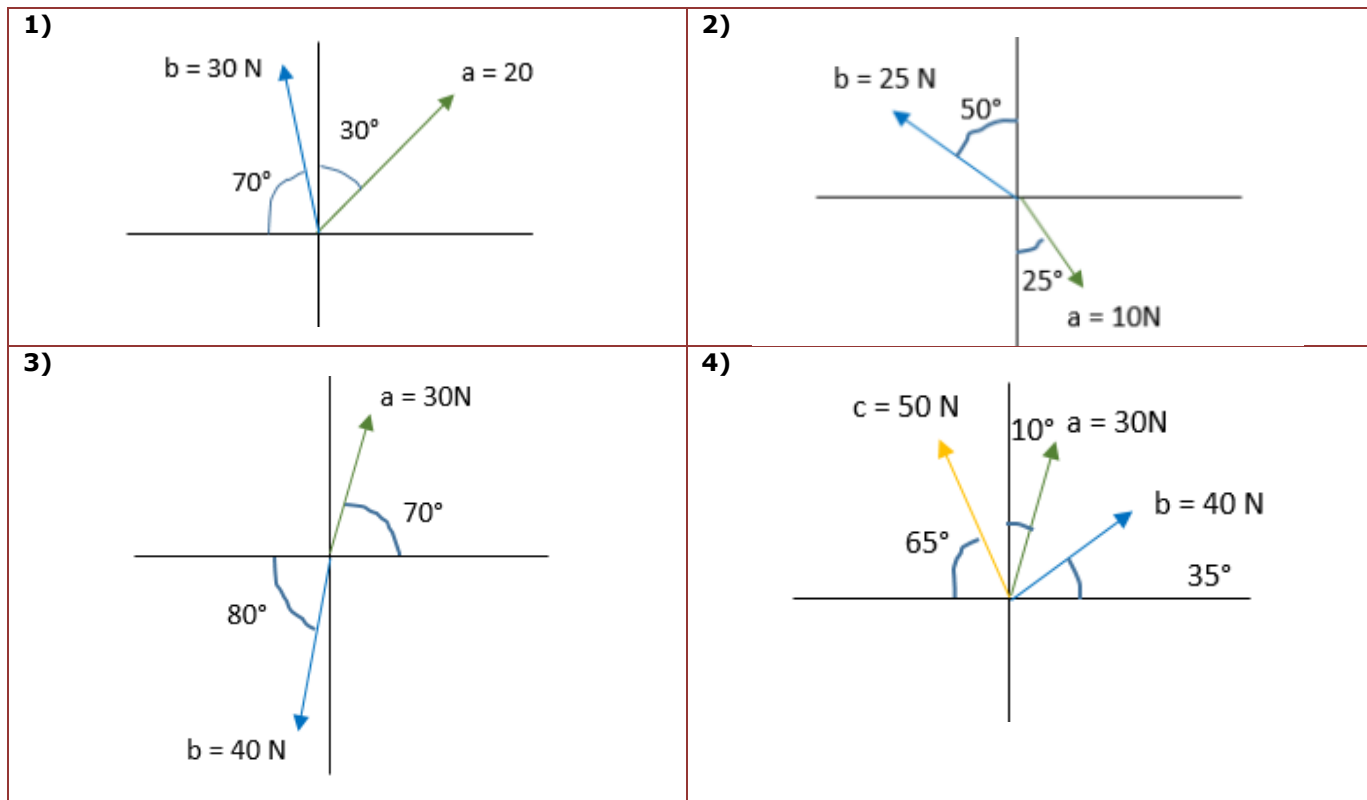 1)
b = 30 N
a = 20
30°
70°
2)
b = 25 N
50°
25°
a = 10N
3)
a = 30N
70°
80°
b = 40 N
4)
c = 50 N
10°
a = 30N
b = 40 N
65°
35°